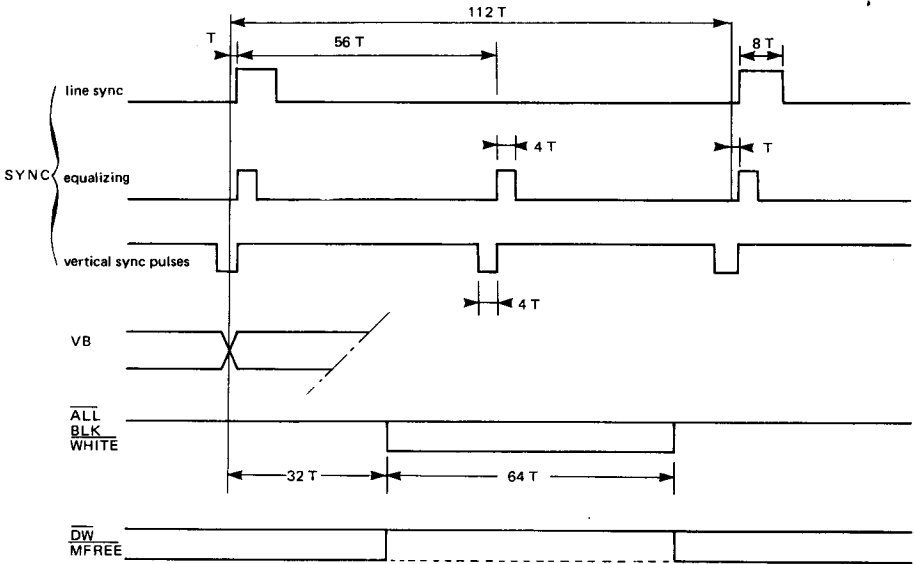 112 T
T
56 T
8 T
line sync
4 T
T
SYNC
equalizing
vertical sync pulses
4 T
VB
ALL
BLK
WHITE
32 T
64 T
DW
MFREE